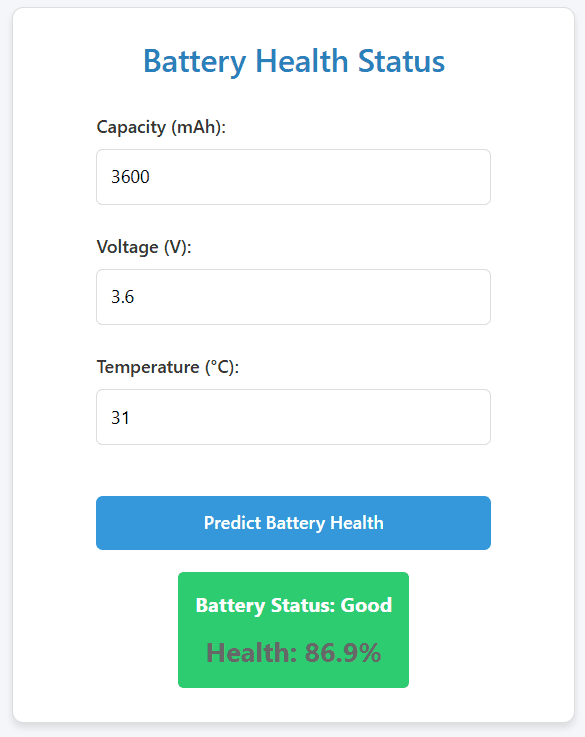 Battery Health Status
Capacity (mAh):
3600
Voltage (V):
3.6
Temperature (°C):
31
Predict Battery Health
Battery Status: Good
Health: 86.9%